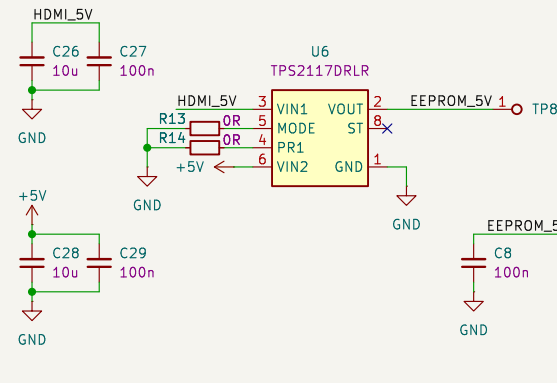 HDMI_5V
C26
10u
C27
100n
GND
U6
TPS2117DRLR
HDMI_5V
3
VIN1
VOUT
2
EEPROM_5V
1
TP8
R13
0R
5
MODE
ST
8
R14
0R
4
PR1
+5V
6
VIN2
GND
1
GND
GND
+5V
C28
10u
C29
100n
GND
EEPROM_5
C8
100n
GND